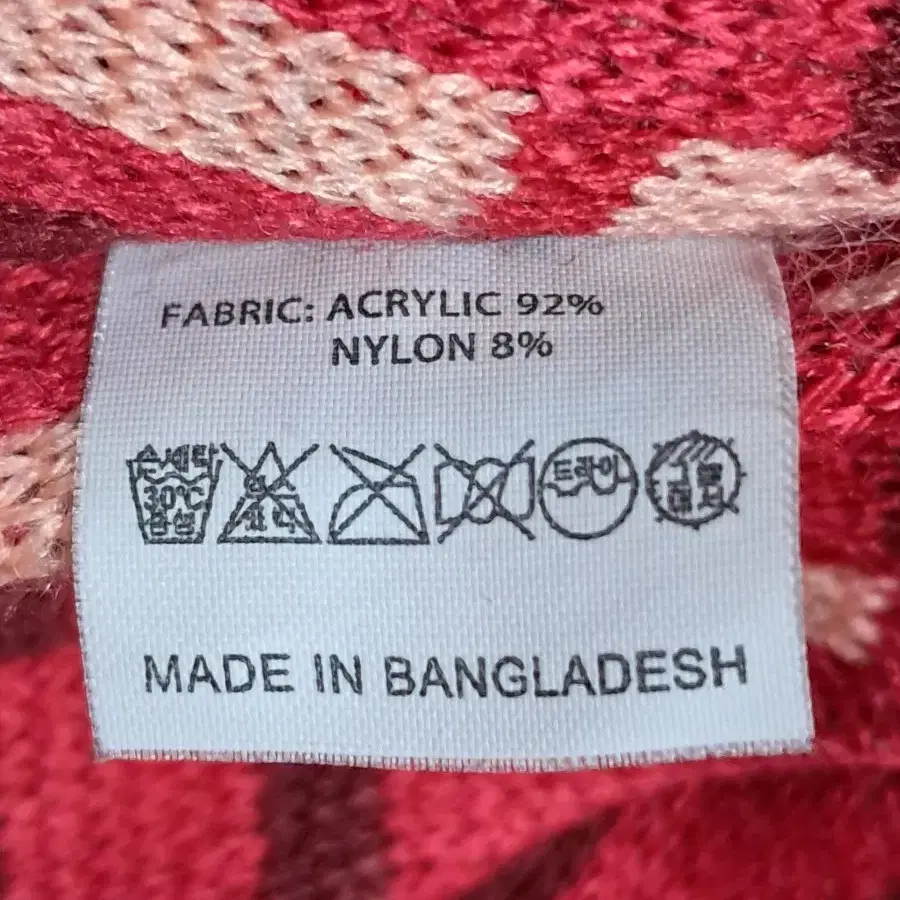 FABRIC: ACRYLIC 92%
NYLON 8%
손세탁
30°C
중성
드라이
MADE IN BANGLADESH